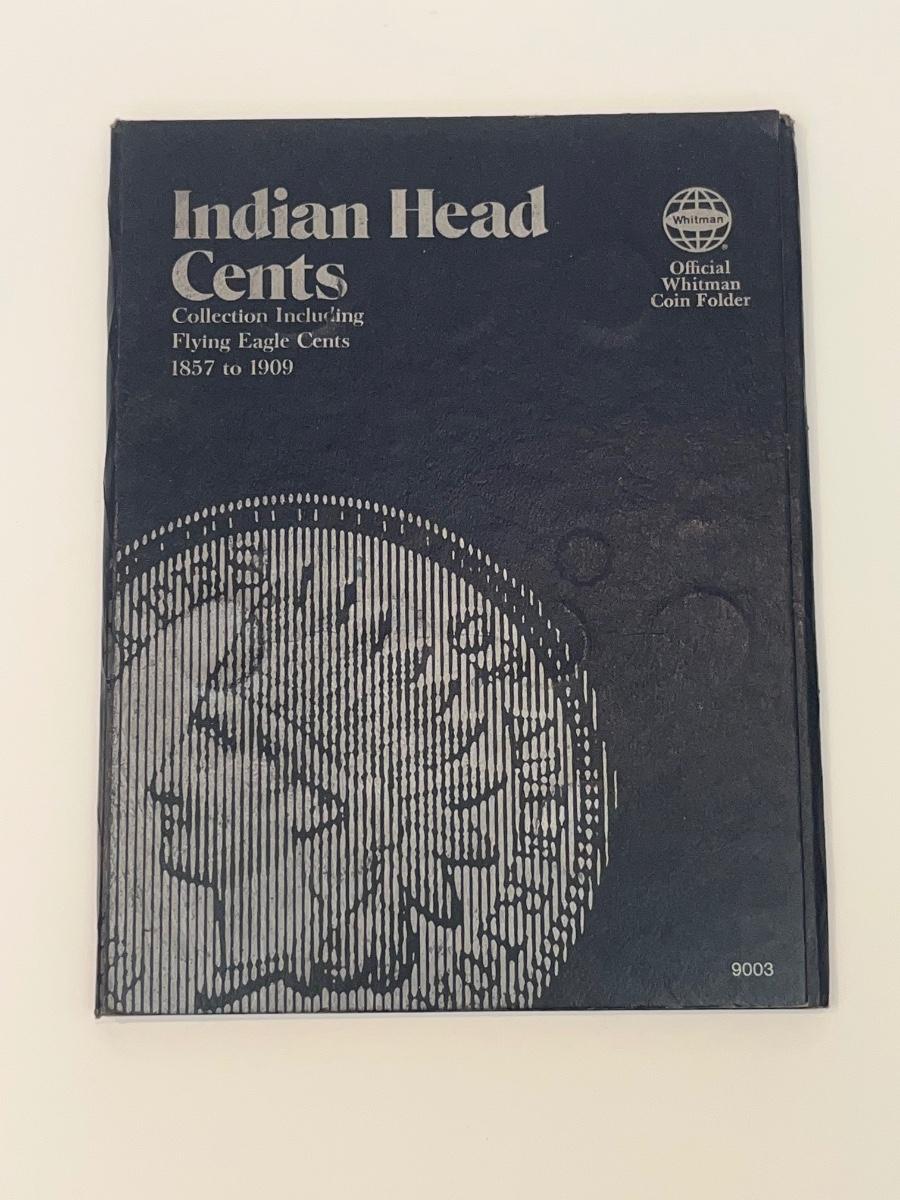 Indian Head
Cents
Collection Including
Flying Eagle Cents
1857 to 1909
Whitman
®
Official
Whitman
Coin Folder
9003